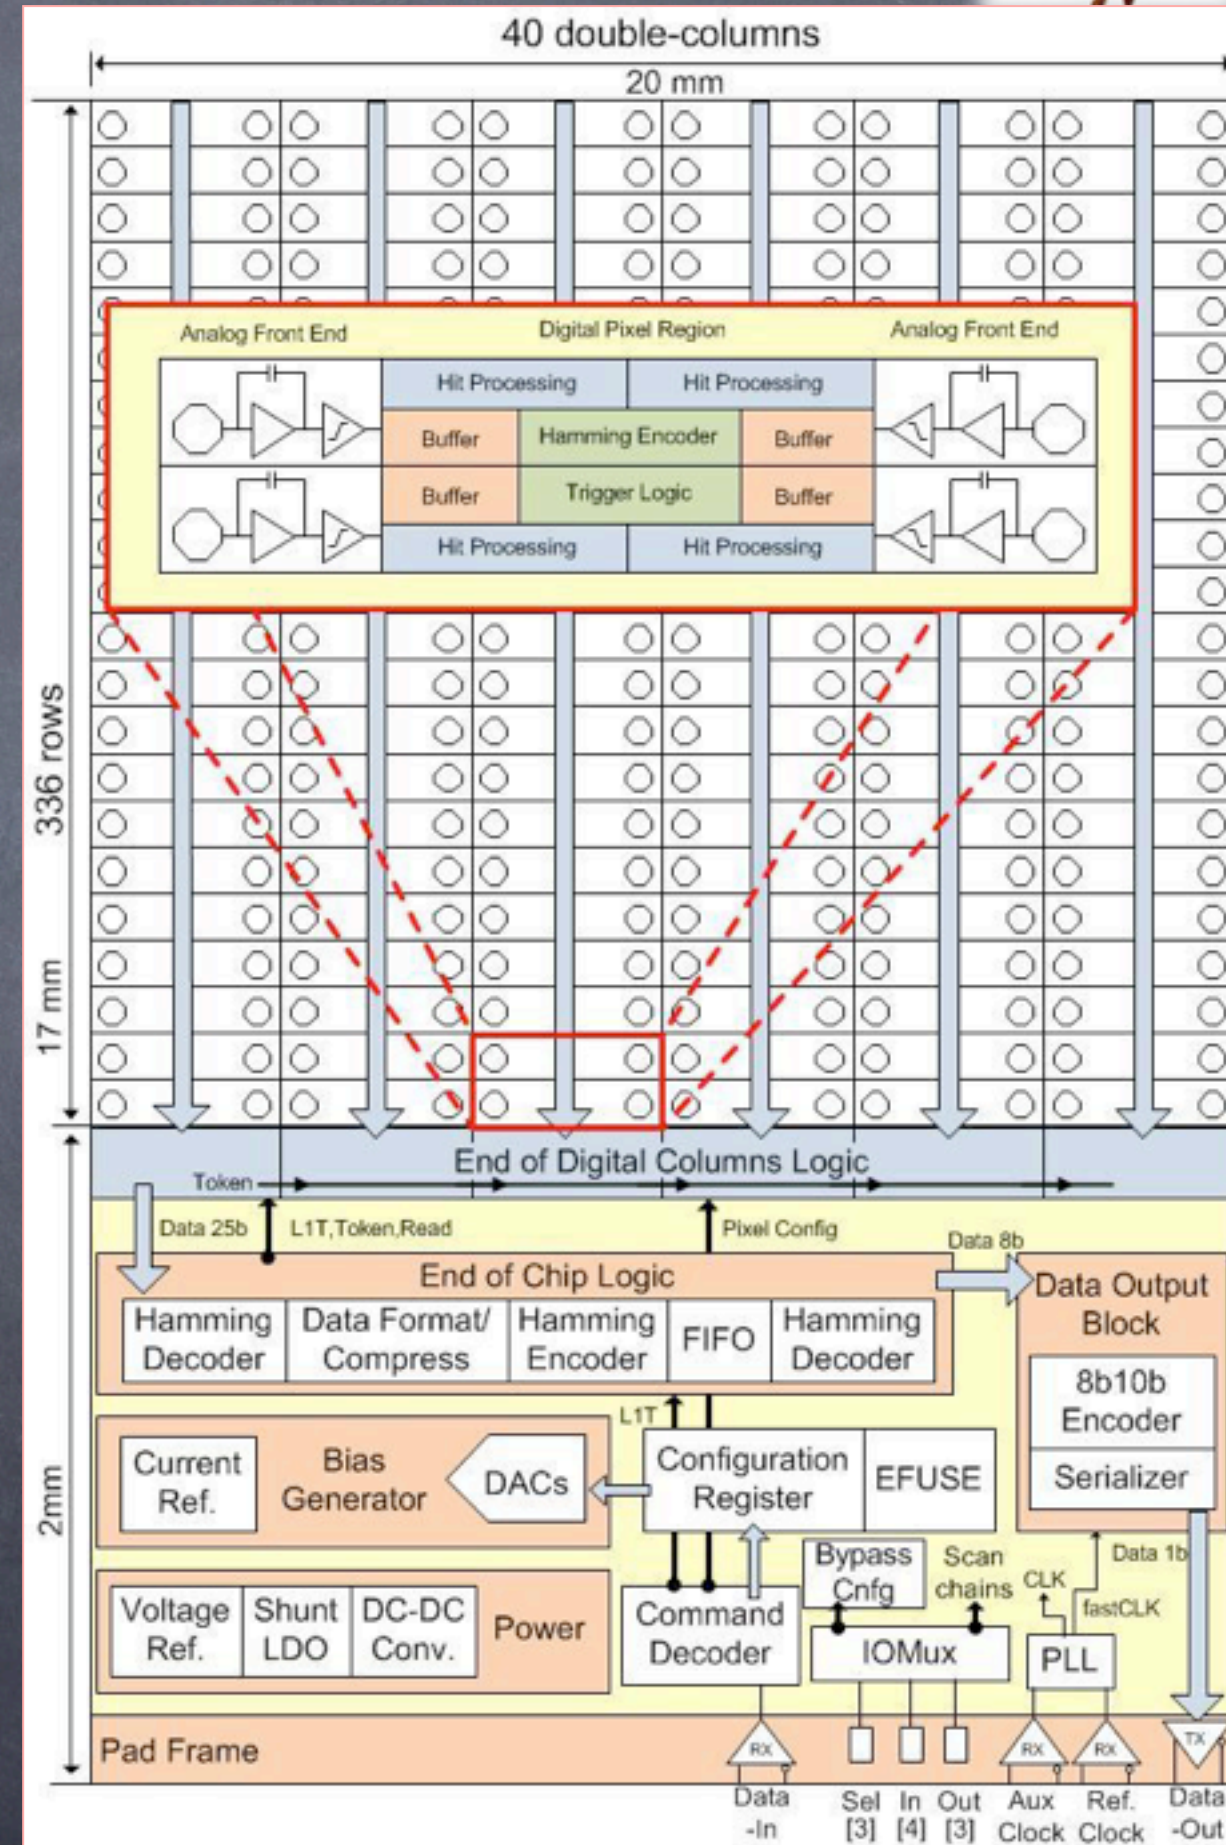 40 double-columns
20 mm
Analog Front End
Digital Pixel Region
Analog Front End
Hit Processing
Hit Processing
Buffer
Hamming Encoder
Buffer
Buffer
Trigger Logic
Buffer
Hit Processing
Hit Processing
336 rows
17 mm
End of Digital Columns Logic
Token
Data 25b
L1T,Token,Read
Pixel Config
Data 8b
End of Chip Logic
Hamming
Decoder
Data Format/
Compress
Hamming
Encoder
FIFO
Hamming
Decoder
Data Output
Block
8b10b
Encoder
Serializer
L1T
Current
Ref.
Bias
Generator
DACs
Configuration
Register
EFUSE
2mm
Voltage
Ref.
Shunt
LDO
DC-DC
Conv.
Power
Command
Decoder
Bypass
Cnfg
Scan
chains
IOMux
CLK
fastCLK
Data 1b
PLL
Pad Frame
RX
RX
RX
TX
Data
-In
Sel
[3]
In
[4]
Out
[3]
Aux
Clock
Ref.
Clock
Data
-Out